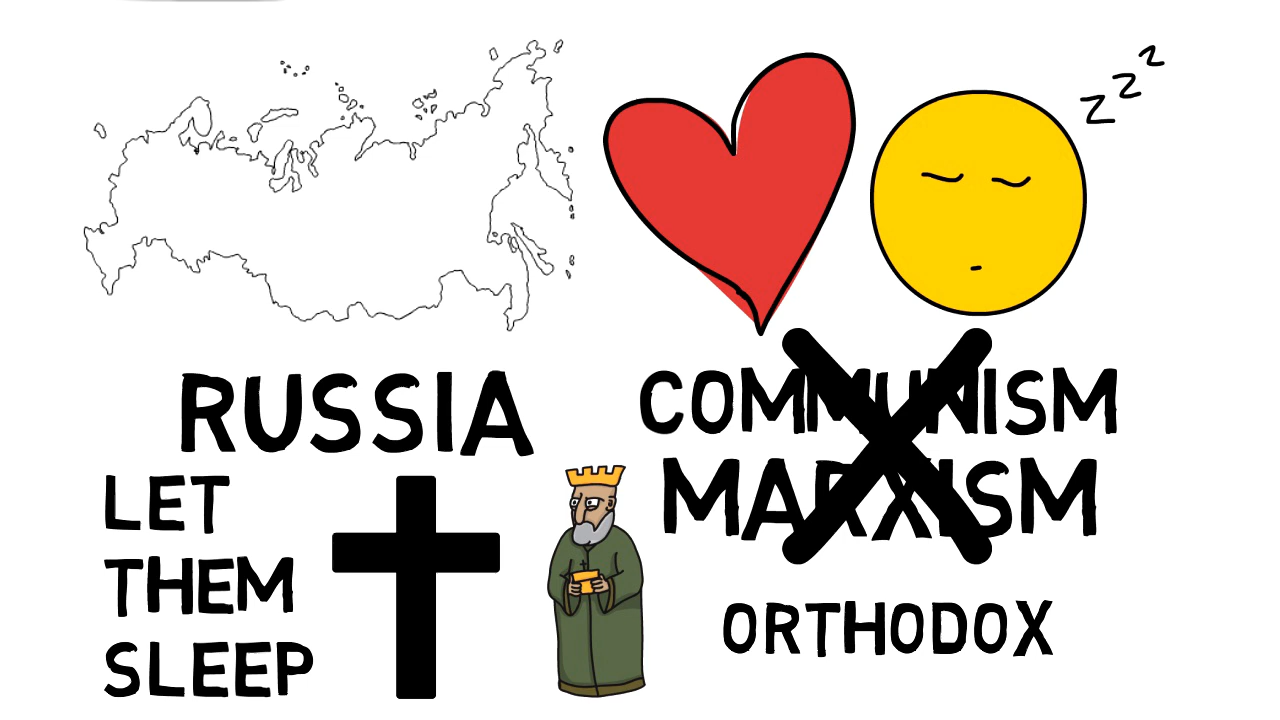 z z z
RUSSIA
COMMUNISM
MARXISM
LET
THEM
SLEEP
ORTHODOX